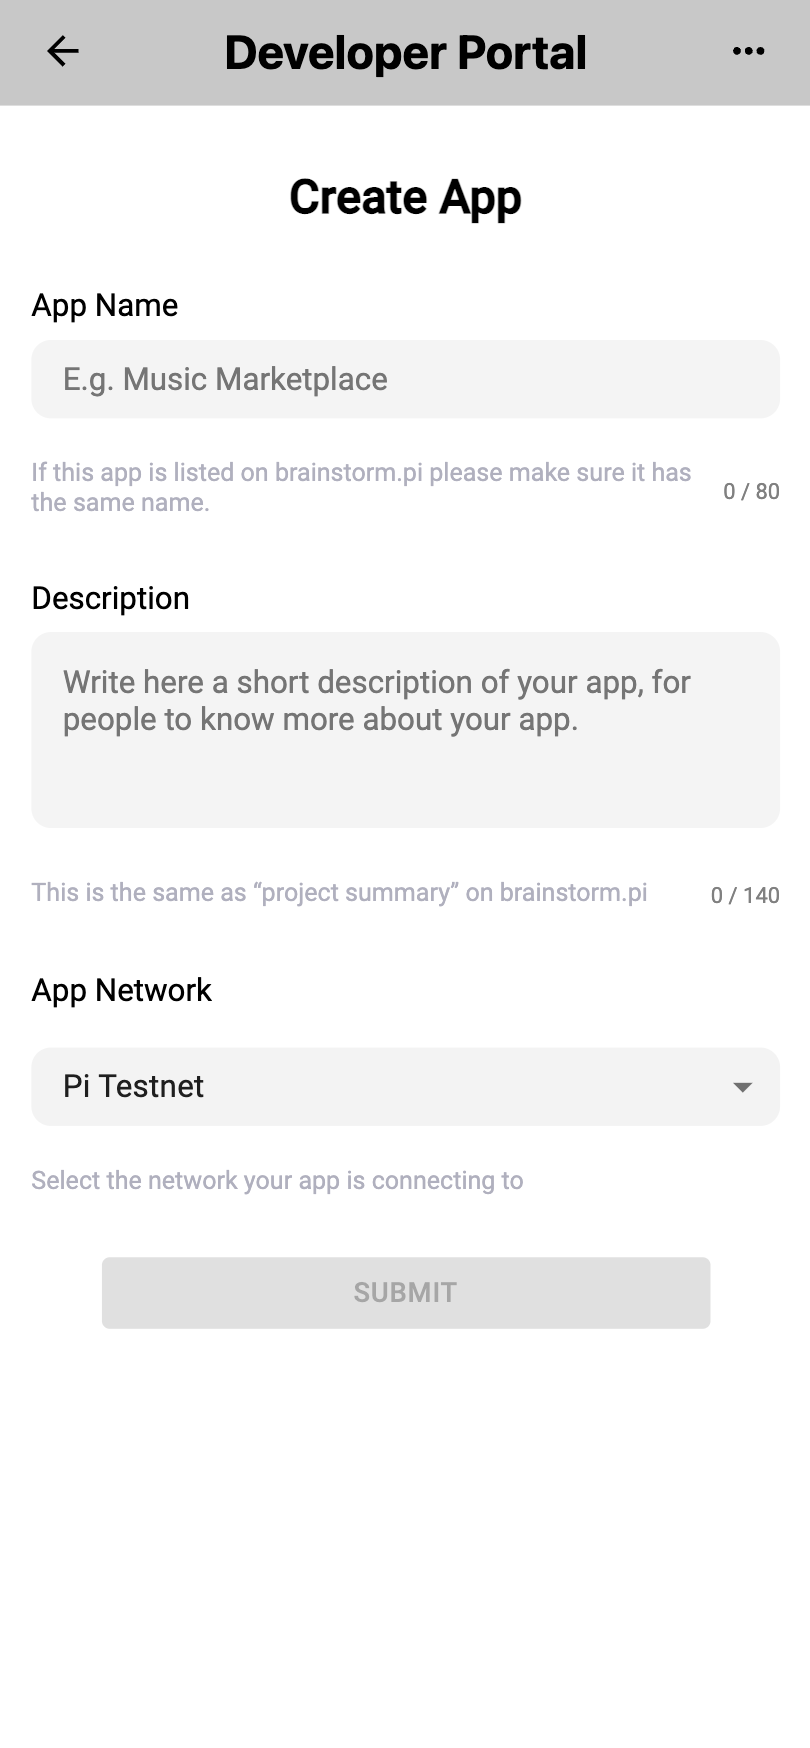 Developer Portal
Create App
App Name
E.g. Music Marketplace
If this app is listed on brainstorm.pi please make sure it has
the same name.
0 / 80
Description
Write here a short description of your app, for
people to know more about your app.
This is the same as “project summary” on brainstorm.pi
0 / 140
App Network
Pi Testnet
Select the network your app is connecting to
SUBMIT